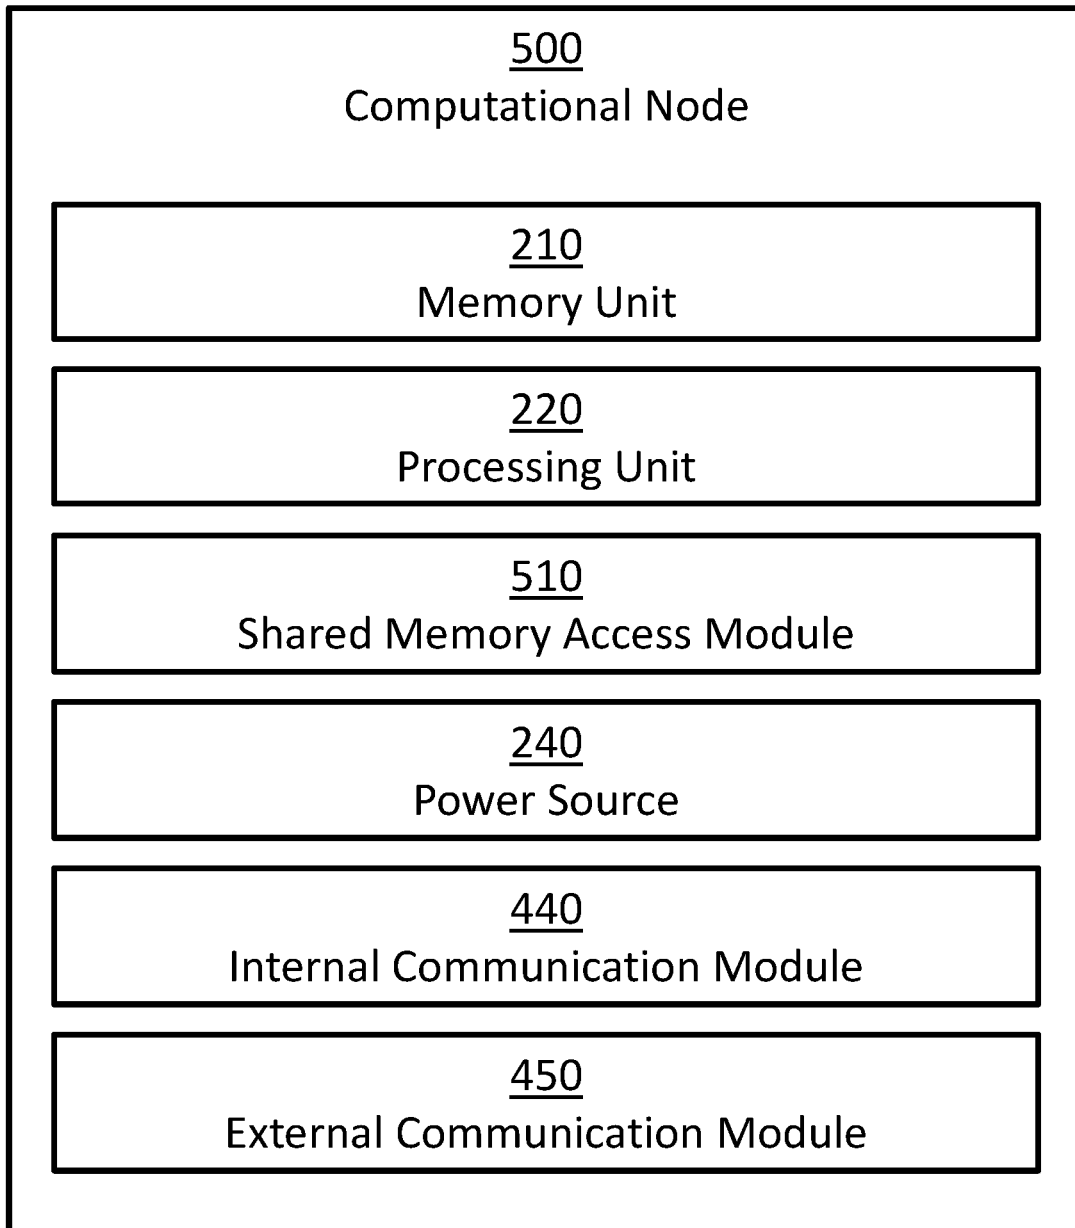 500
Computational Node
210
Memory Unit
220
Processing Unit
510
Shared Memory Access Module
240
Power Source
440
Internal Communication Module
450
External Communication Module